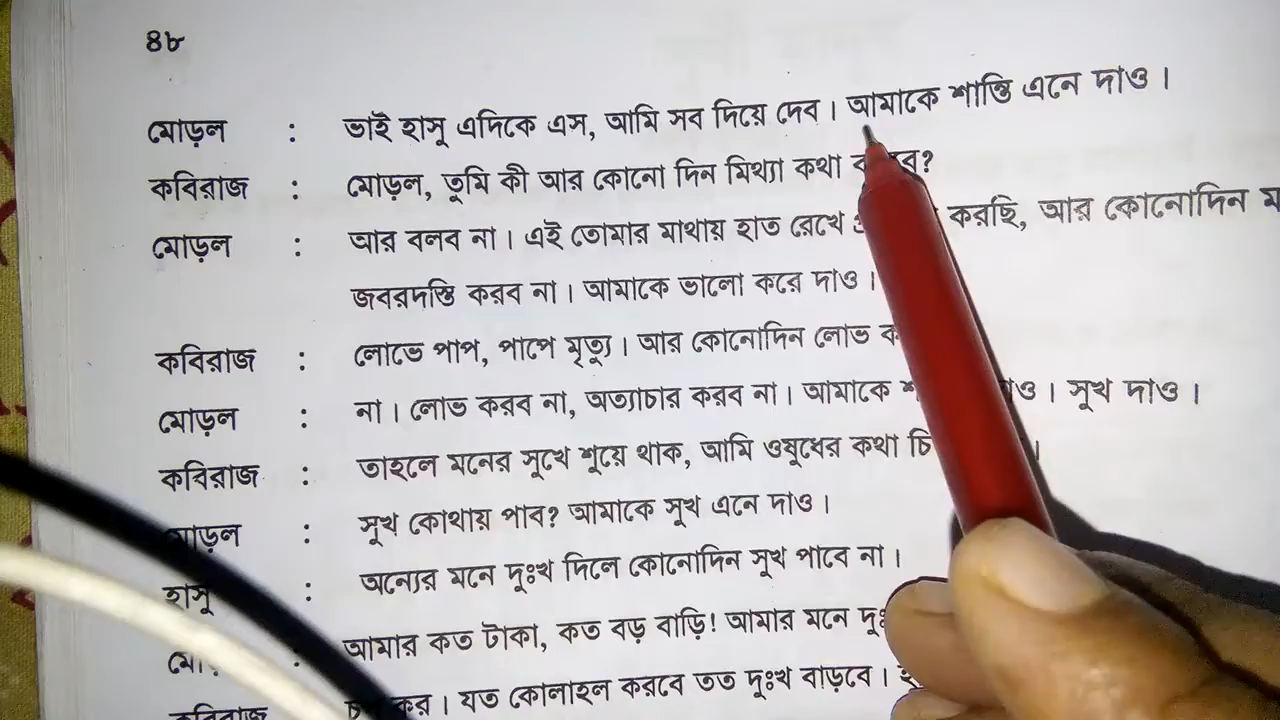 ৪৮
মোড়ল : ভাই হাসু এদিকে এস, আমি সব দিয়ে দেব। আমাকে শান্তি এনে দাও।
কবিরাজ : মোড়ল, তুমি কী আর কোনো দিন মিথ্যা কথা
মোড়ল : আর বলব না। এই তোমার মাথায় হাত রেখে করছি, আর কোনোদিন
জবরদস্তি করব না। আমাকে ভালো করে দাও।
কবিরাজ : লোভে পাপ, পাপে মৃত্যু। আর কোনোদিন লোভ
মোড়ল : না। লোভ করব না, অত্যাচার করব না। আমাকে সুখ দাও।
কবিরাজ : তাহলে মনের সুখে শুয়ে থাক, আমি ওষুধের কথা
মোড়ল : সুখ কোথায় পাব? আমাকে সুখ এনে দাও।
হাসু : অন্যের মনে দুঃখ দিলে কোনোদিন সুখ পাবে না।
: আমার কত টাকা, কত বড় বাড়ি! আমার মনে
কবিরাজ কর। যত কোলাহল করবে তত দুঃখ বাড়বে।